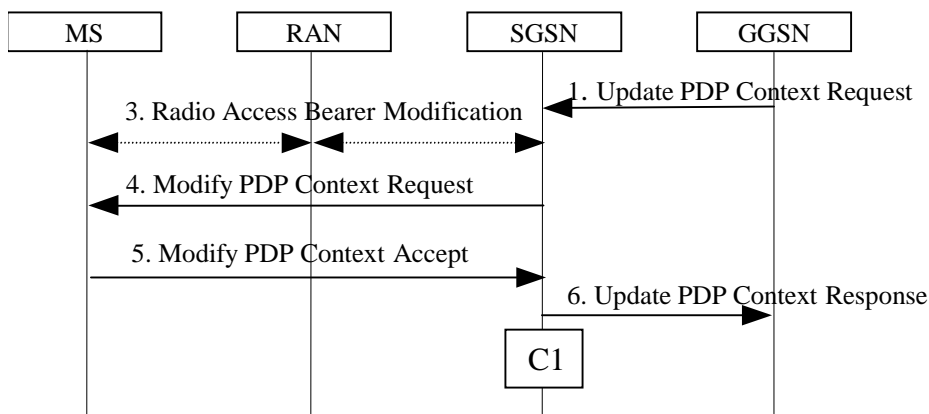 MS
RAN
SGSN
GGSN
1. Update PDP Context Request
3. Radio Access Bearer Modification
4. Modify PDP Context Request
5. Modify PDP Context Accept
6. Update PDP Context Response
C1